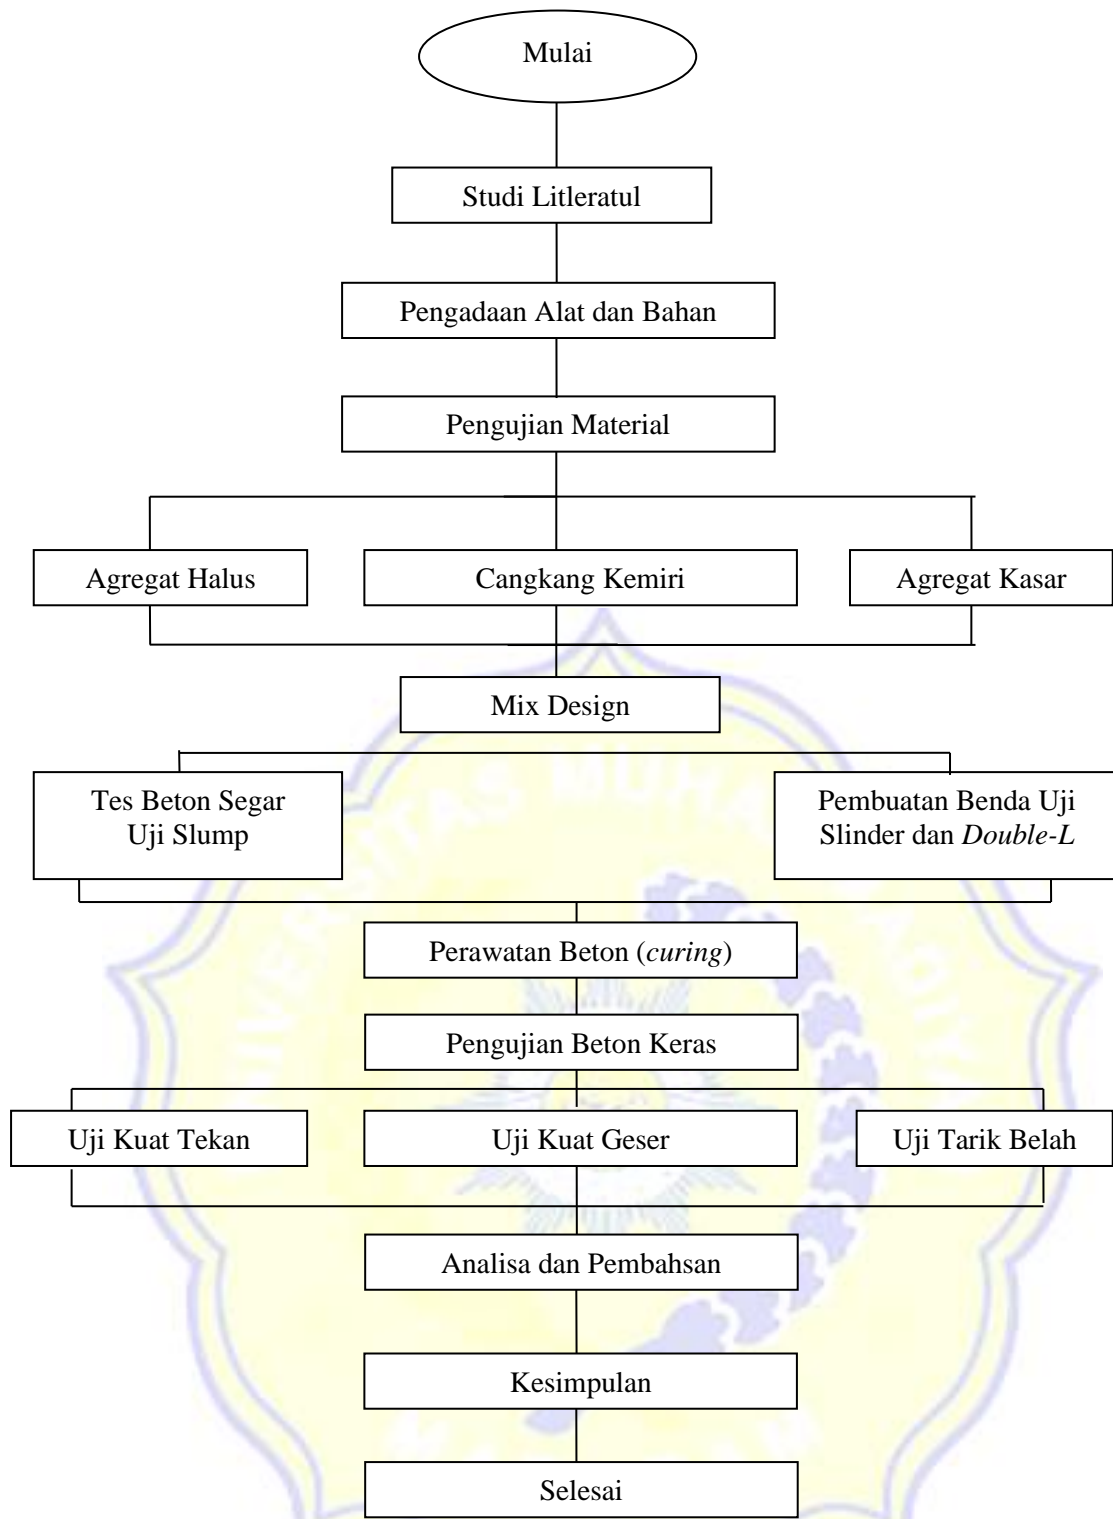 Mulai
Studi Litleratul
Pengadaan Alat dan Bahan
Pengujian Material
Agregat Halus
Cangkang Kemiri
Agregat Kasar
Mix Design
Tes Beton Segar
Uji Slump
Pembuatan Benda Uji
Slinder dan Double-L
Perawatan Beton (curing)
Pengujian Beton Keras
Uji Kuat Tekan
Uji Kuat Geser
Uji Tarik Belah
Analisa dan Pembahsan
Kesimpulan
Selesai